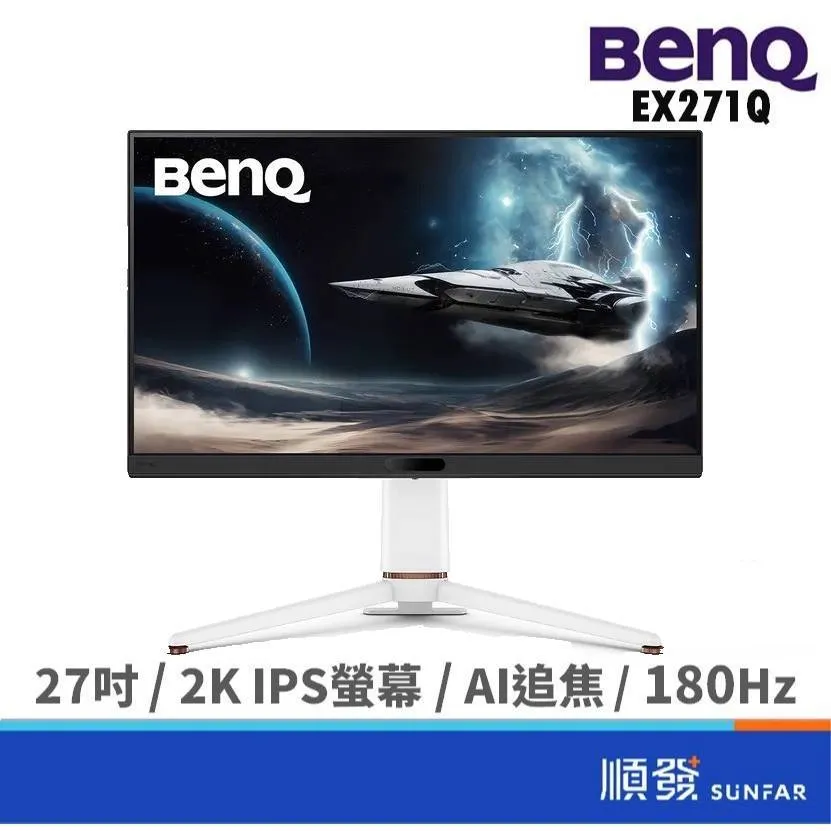 BenQ
EX271Q
BenQ
BenQ
27吋 / 2K IPS螢幕 / AI追焦 / 180Hz
順發 SUNFAR